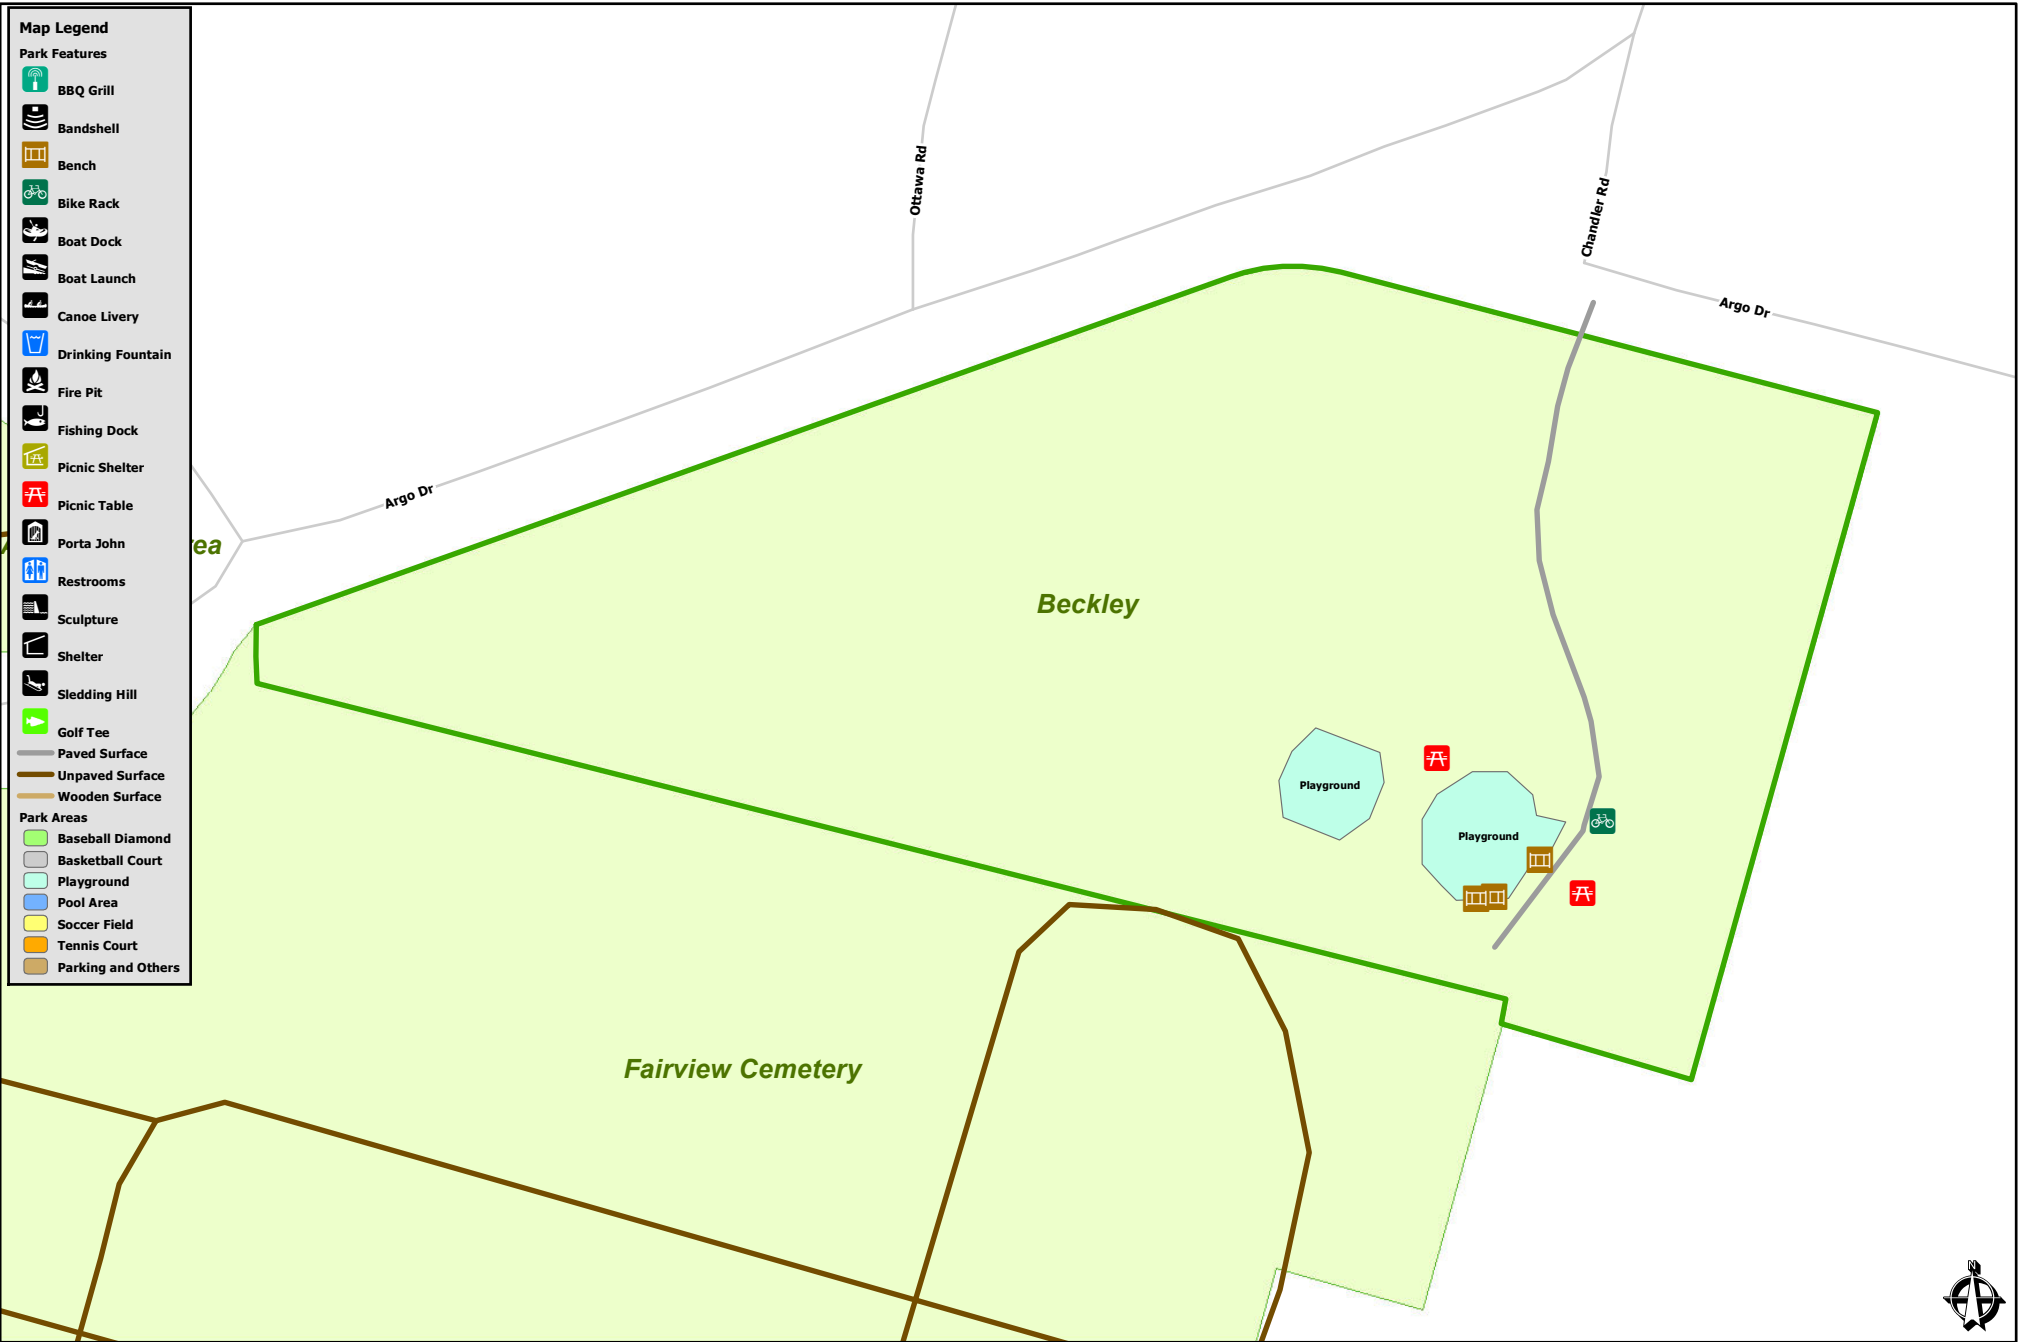 Map Legend
Park Features
BBQ Grill
Bandshell
Bench
Bike Rack
Boat Dock
Boat Launch
Canoe Livery
Drinking Fountain
Fire Pit
Fishing Dock
Picnic Shelter
Picnic Table
Porta John
Restrooms
Sculpture
Shelter
Sledding Hill
Golf Tee
Paved Surface
Unpaved Surface
Wooden Surface
Park Areas
Baseball Diamond
Basketball Court
Playground
Pool Area
Soccer Field
Tennis Court
Parking and Others
Ottawa Rd
Chandler Rd
Argo Dr
Argo Dr
ea
Beckley
Playground
Playground
Fairview Cemetery
N